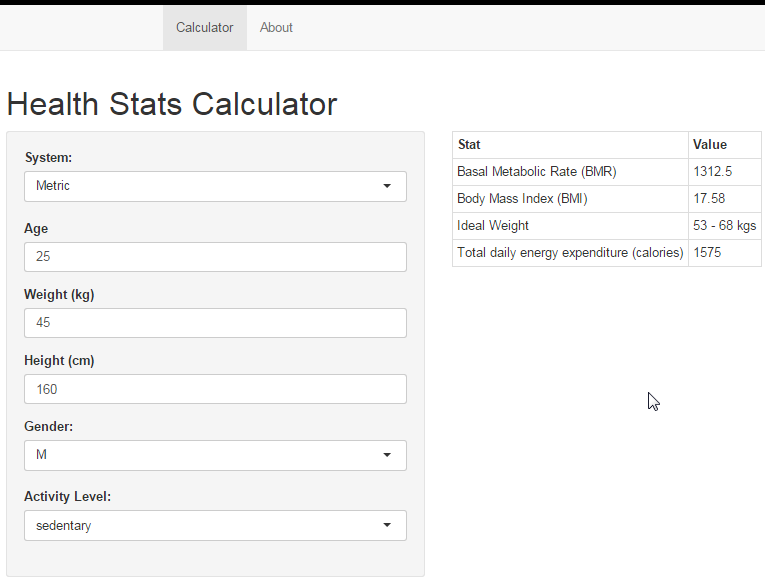 Calculator About
Health Stats Calculator
System:
Metric
Age
25
Weight (kg)
45
Height (cm)
160
Gender:
M
Activity Level:
sedentary
Stat Value
Basal Metabolic Rate (BMR) 1312.5
Body Mass Index (BMI) 17.58
Ideal Weight 53 - 68 kgs
Total daily energy expenditure (calories) 1575